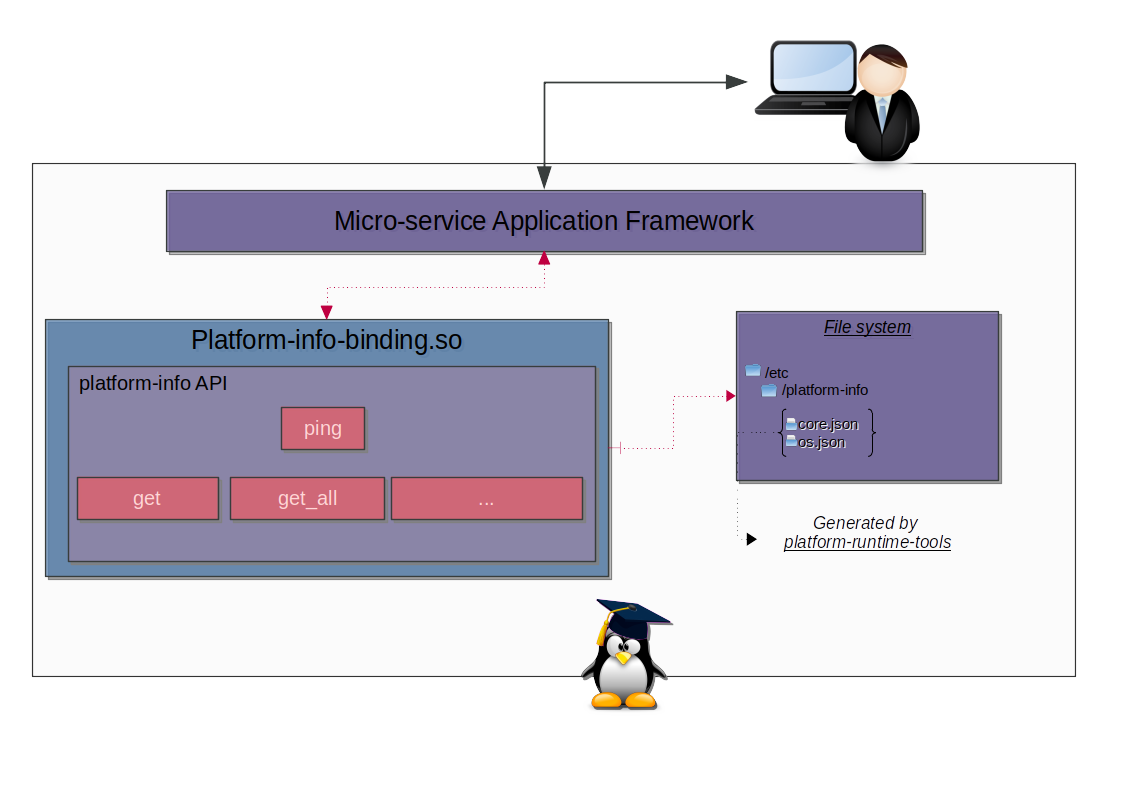 Micro-service Application Framework
Platform-info-binding.so
platform-info API
ping
get
get_all
...
File system
/etc
/platform-info
core.json
os.json
Generated by
platform-runtime-tools